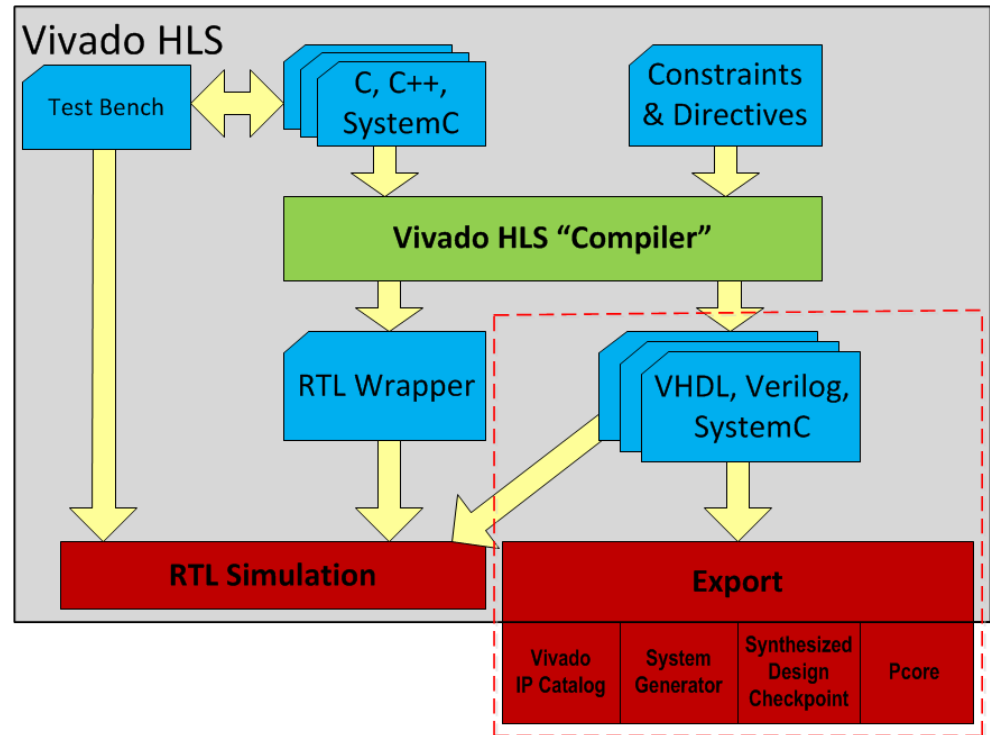 Vivado HLS
Test Bench
C, C++,
SystemC
Constraints
& Directives
Vivado HLS “Compiler”
RTL Wrapper
VHDL, Verilog,
SystemC
RTL Simulation
Export
Vivado
IP Catalog
System
Generator
Synthesized
Design
Checkpoint
Pcore